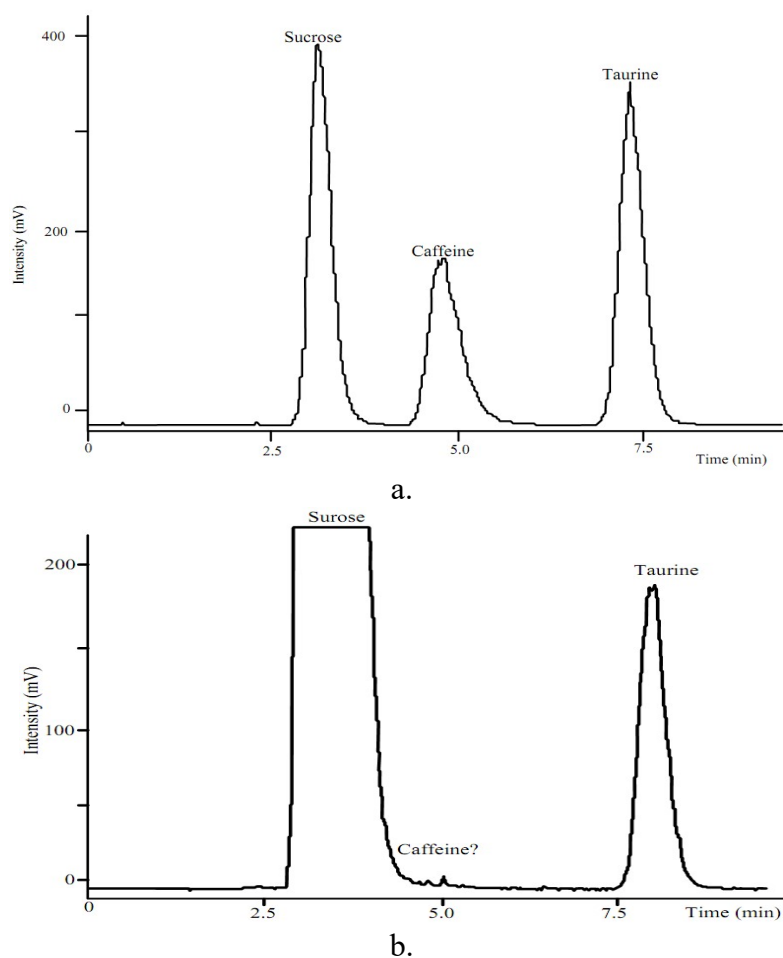 400
Sucrose
Taurine
Caffeine
200
Intensity (mV)
0
0
2.5
5.0
7.5
Time (min)
a.
Surose
200
Taurine
Intensity (mV)
100
Caffeine?
0
0
2.5
5.0
7.5
Time (min)
b.